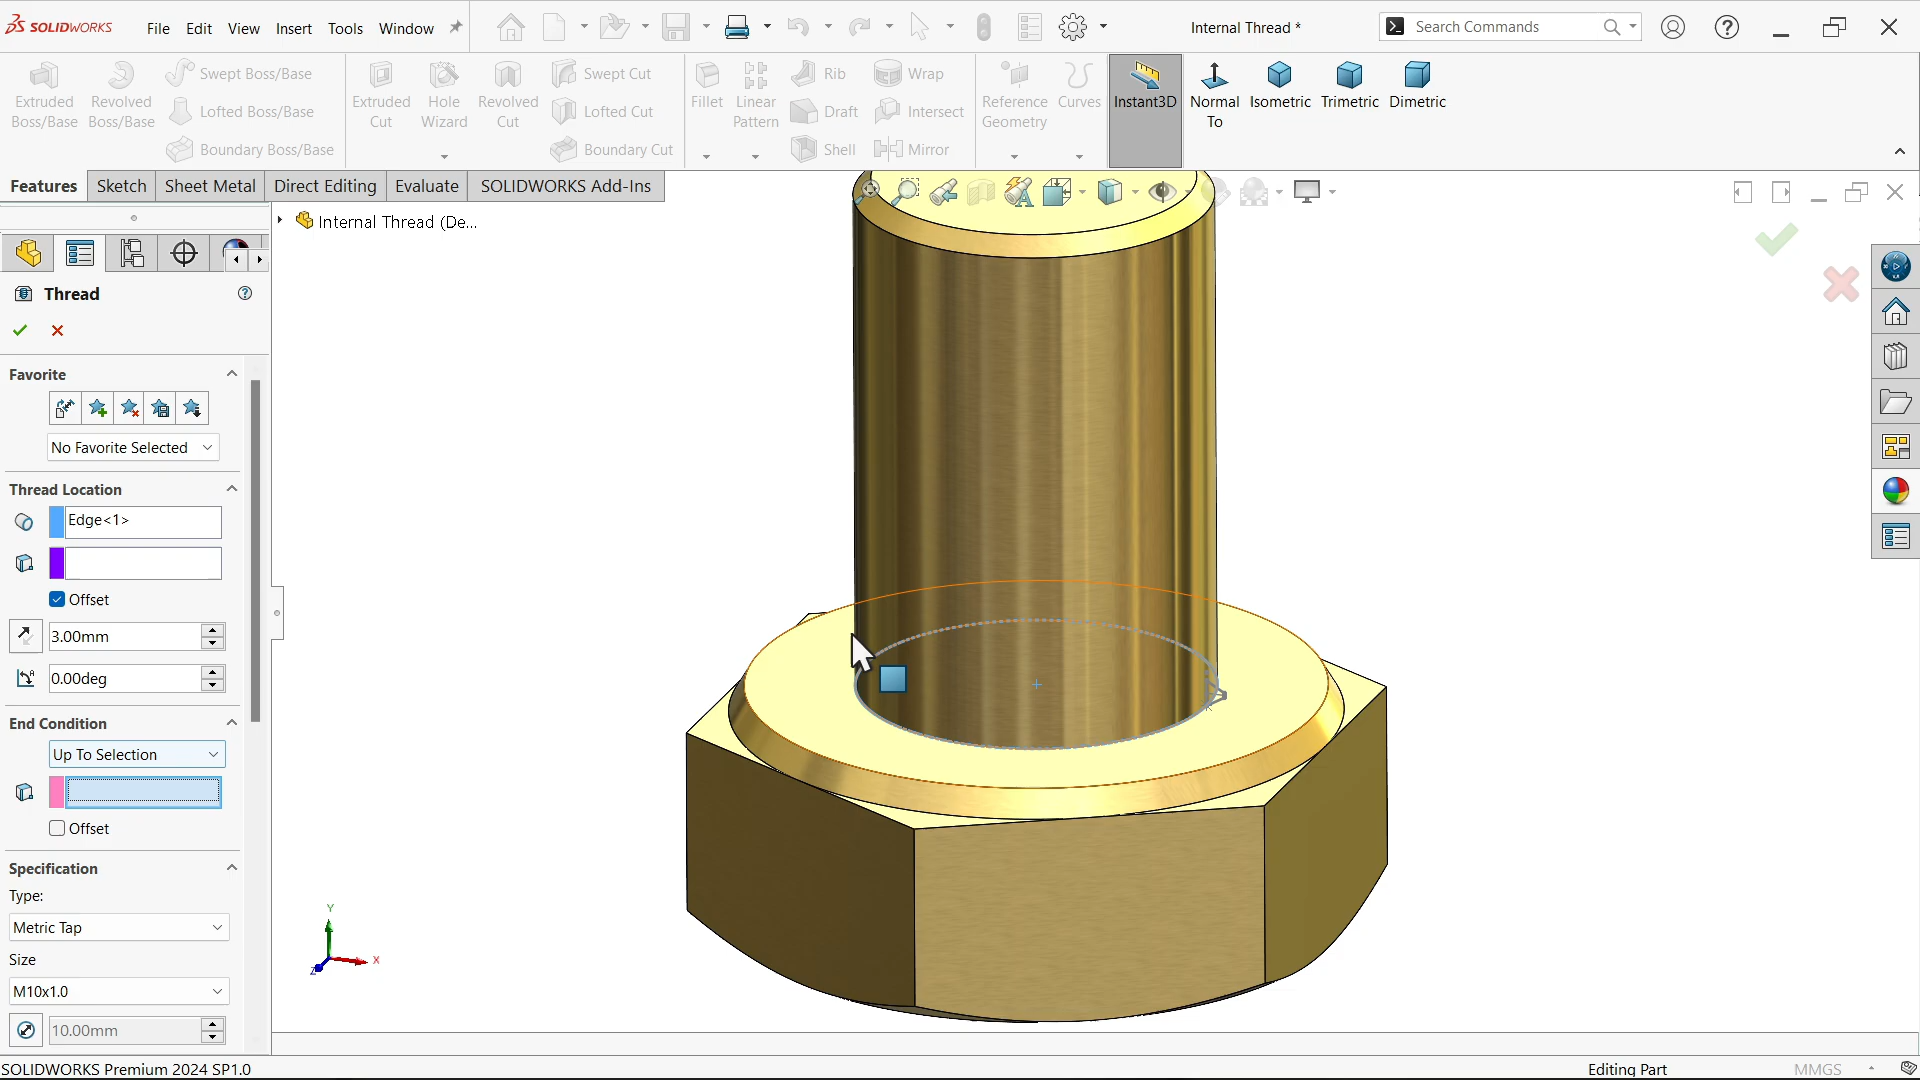 SOLIDWORKS File Edit View Insert Tools Window Internal Thread * Search Commands
Extruded Boss/Base
Revolved Boss/Base
Swept Boss/Base
Lofted Boss/Base
Boundary Boss/Base
Extruded Cut
Hole Wizard
Revolved Cut
Swept Cut
Lofted Cut
Boundary Cut
Fillet
Linear Pattern
Rib
Draft
Shell
Wrap
Intersect
Mirror
Reference Geometry
Curves
Instant3D
Normal To
Isometric
Trimetric
Dimetric
Features Sketch Sheet Metal Direct Editing Evaluate SOLIDWORKS Add-Ins
Internal Thread (De...
Thread
Favorite
No Favorite Selected
Thread Location
Edge<1>
Offset
3.00mm
0.00deg
End Condition
Up To Selection
Offset
Specification
Type:
Metric Tap
Size
M10x1.0
10.00mm
Y
X
Z
SOLIDWORKS Premium 2024 SP1.0 Editing Part MMGS